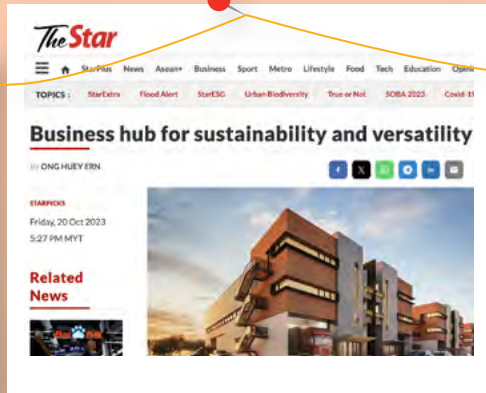 The Star
StarPlus News Asean+ Business Sport Metro Lifestyle Food Tech Education
TOPICS : StarExtra Flood Alert StarESG Urban Biodiversity True or Not SOBA 2023 Covid-19
Business hub for sustainability and versatility
By ONG HUEY ERN
STARPICKS
Friday, 20 Oct 2023
5:27 PM MYT
Related
News